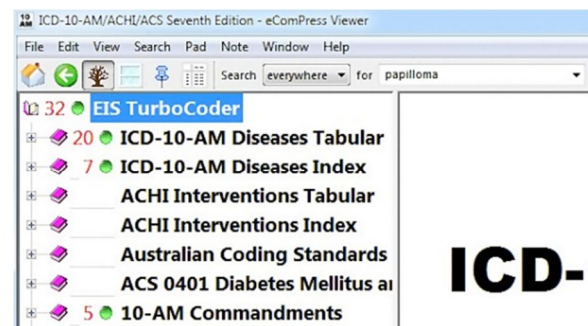 10 AM ICD-10-AM/ACHI/ACS Seventh Edition - eComPress Viewer
File Edit View Search Pad Note Window Help
Search everywhere for papilloma
32 EIS TurboCoder
20 ICD-10-AM Diseases Tabular
7 ICD-10-AM Diseases Index
ACHI Interventions Tabular
ACHI Interventions Index
Australian Coding Standards
ACS 0401 Diabetes Mellitus
5 10-AM Commandments
ICD-